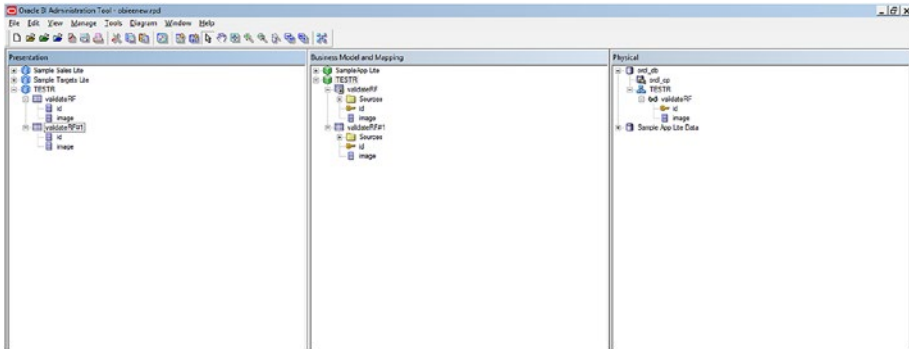 Oracle BI Administration Tool - obieenew.rpd
File Edit View Manage Tools Diagram Window Help
Presentation
Sample Sales Lite
Sample Targets Lite
TESTR
validateRF
id
image
validateRF#1
id
image
Business Model and Mapping
SampleApp Lite
TESTR
validateRF
Sources
id
image
validateRF#1
Sources
id
image
Physical
orcl_db
orcl_cp
TESTR
validateRF
id
image
Sample App Lite Data